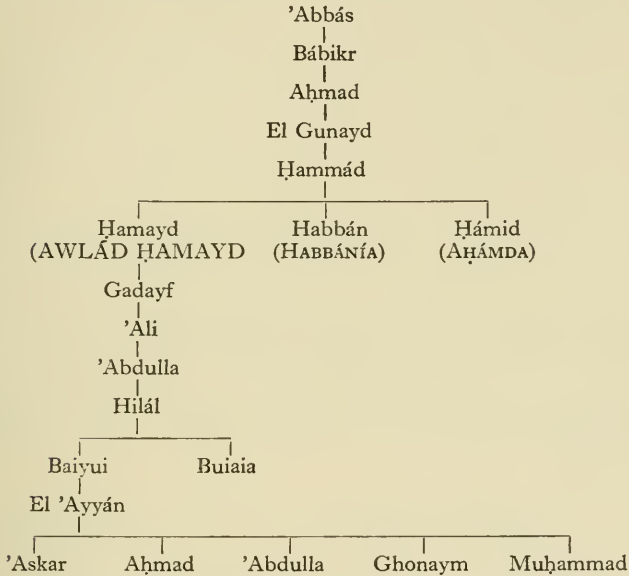 ’Abbás
Bábikr
Aḥmad
El Gunayd
Ḥammád
Ḥamayd Habbán Ḥámid
(AWLÁD ḤAMAYD (HABBÁNÍA) (AḤÁMDA)
Gadayf
’Ali
’Abdulla
Hilál
Baiyui Buiaia
El ’Ayyán
’Askar Aḥmad ’Abdulla Ghonaym Muḥammad